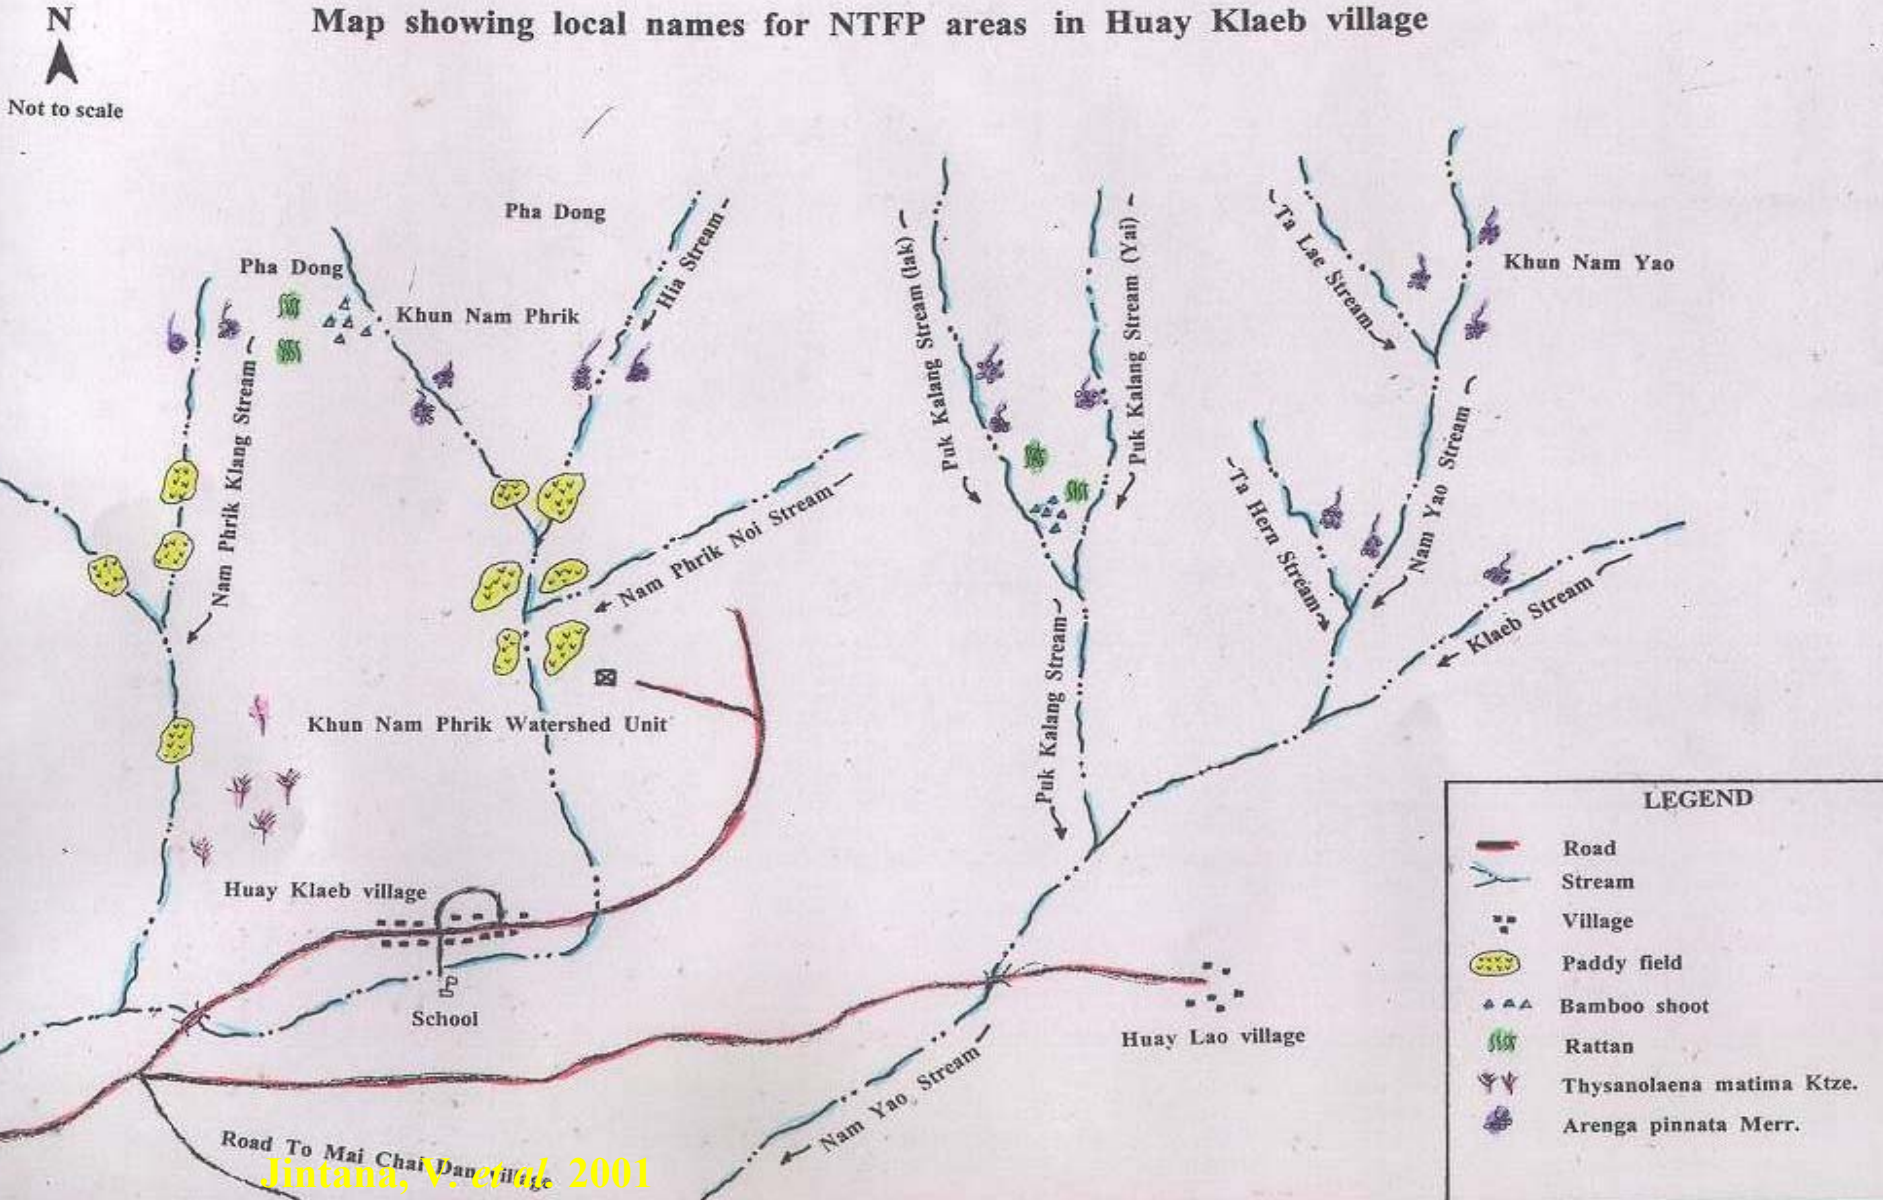 Map showing local names for NTFP areas in Huay Klaeb village
N
Not to scale
Pha Dong
Pha Dong
Khun Nam Phrik
Hia Stream
Nam Phrik Klang Stream
Nam Phrik Noi Stream
Khun Nam Phrik Watershed Unit
Puk Kalang Stream (lak)
Puk Kalang Stream (Yai)
Puk Kalang Stream
Ta Lae Stream
Khun Nam Yao
Nam Yao Stream
Ta Hern Stream
Klaeb Stream
Huay Klaeb village
School
Huay Lao village
Nam Yao Stream
Road To Mai Chai Dan village
Jintana, V. et al. 2001
LEGEND
Road
Stream
Village
Paddy field
Bamboo shoot
Rattan
Thysanolaena matima Ktze.
Arenga pinnata Merr.